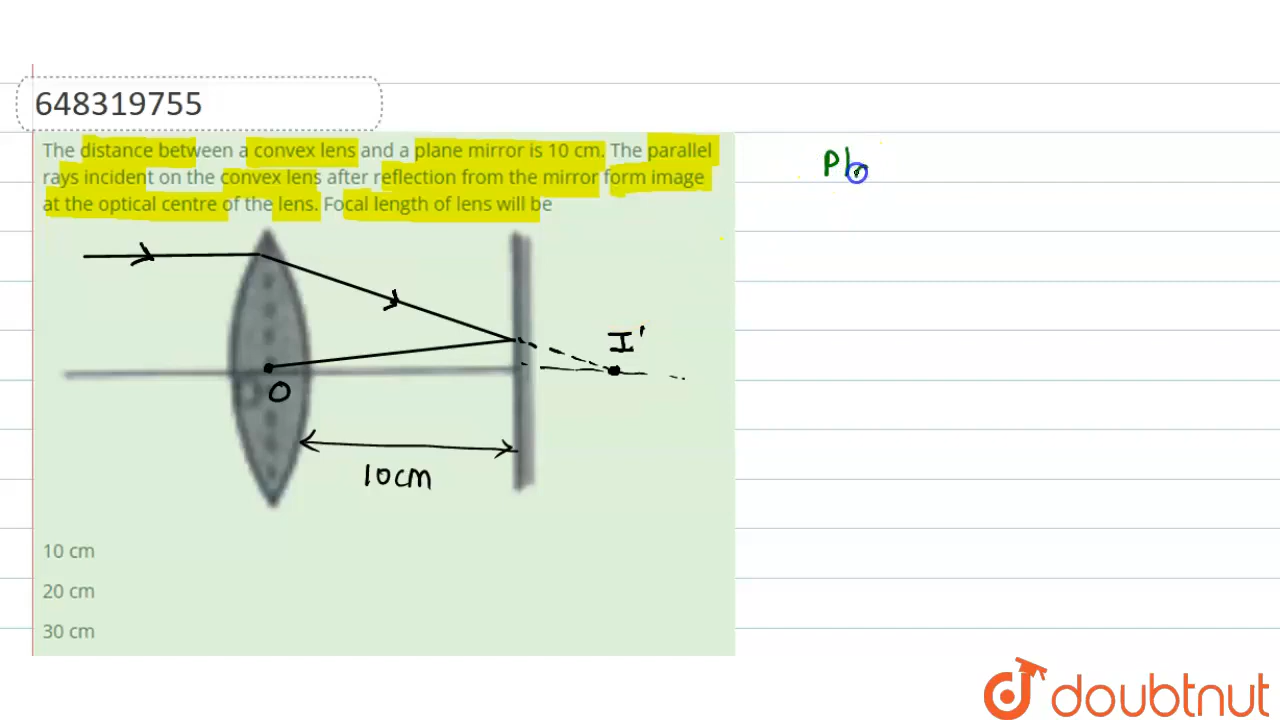 648319755
The distance between a convex lens and a plane mirror is 10 cm. The parallel
rays incident on the convex lens after reflection from the mirror form image
at the optical centre of the lens. Focal length of lens will be
I'
O
10cm
10 cm
20 cm
30 cm
doubtnut